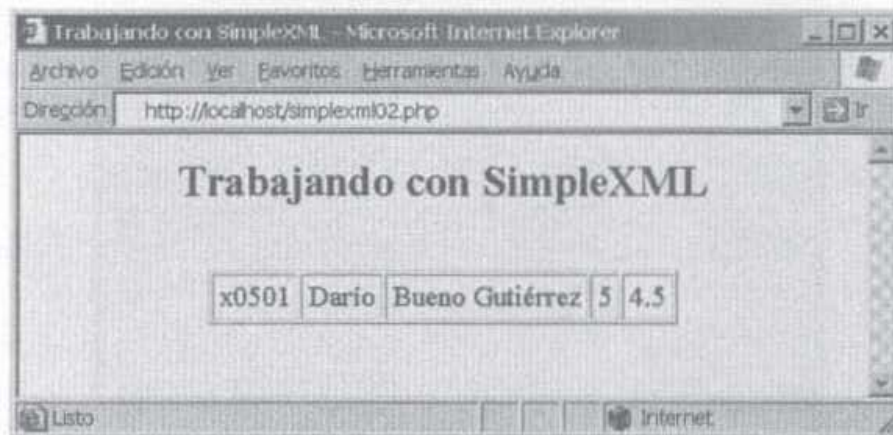 Trabajando con SimpleXML - Microsoft Internet Explorer
Archivo Edición Ver Favoritos Herramientas Ayuda
Dirección http://localhost/simplexml02.php Ir
Trabajando con SimpleXML
x0501 Darío Bueno Gutiérrez 5 4.5
Listo Internet